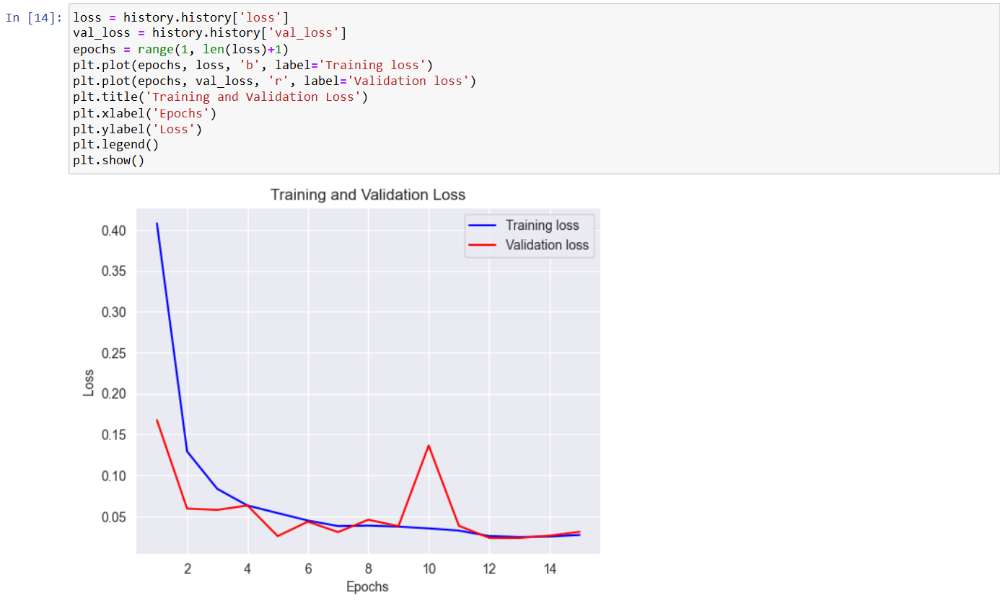 In [14]:
loss = history.history['loss']
val_loss = history.history['val_loss']
epochs = range(1, len(loss)+1)
plt.plot(epochs, loss, 'b', label='Training loss')
plt.plot(epochs, val_loss, 'r', label='Validation loss')
plt.title('Training and Validation Loss')
plt.xlabel('Epochs')
plt.ylabel('Loss')
plt.legend()
plt.show()
Training and Validation Loss
Training loss
Validation loss
0.40
0.35
0.30
0.25
0.20
0.15
0.10
0.05
Loss
2 4 6 8 10 12 14
Epochs